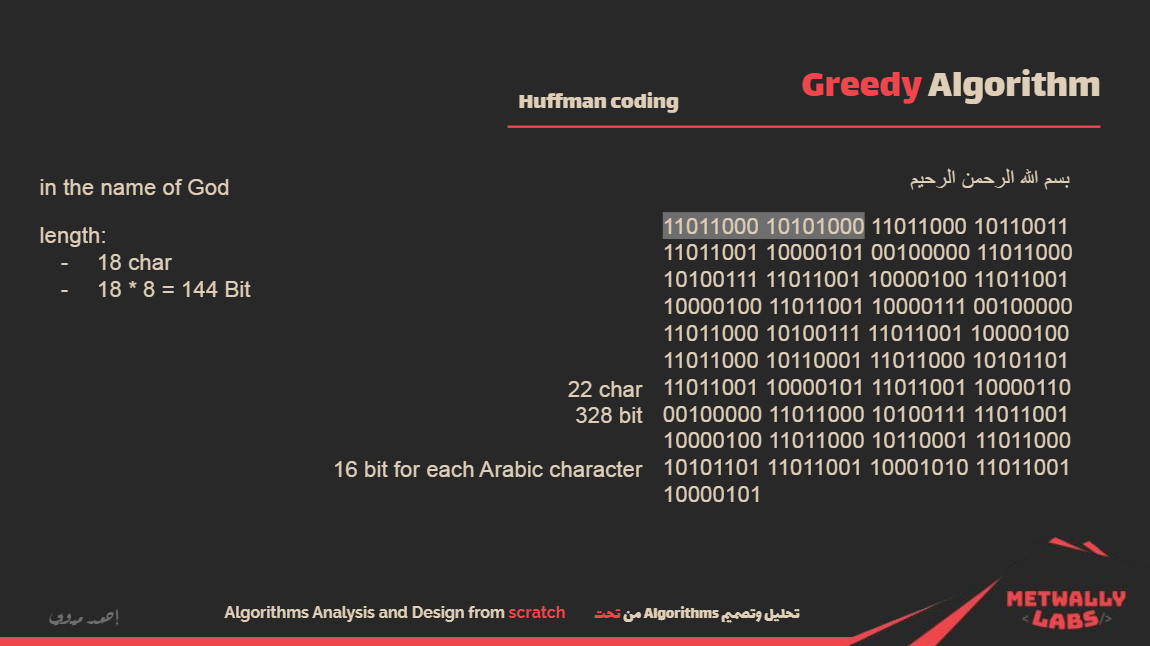 Greedy Algorithm
Huffman coding
in the name of God
length:
- 18 char
- 18 * 8 = 144 Bit
بسم الله الرحمن الرحيم
11011000 10101000 11011000 10110011
11011001 10000101 00100000 11011000
10100111 11011001 10000100 11011001
10000100 11011001 10000111 00100000
11011000 10100111 11011001 10000100
11011000 10110001 11011000 10101101
22 char 11011001 10000101 11011001 10000110
328 bit 00100000 11011000 10100111 11011001
10000100 11011000 10110001 11011000
16 bit for each Arabic character 10101101 11011001 10001010 11011001
10000101
Algorithms Analysis and Design from scratch
تحليل وتصميم Algorithms من تحت
METWALLY
<LABS/>